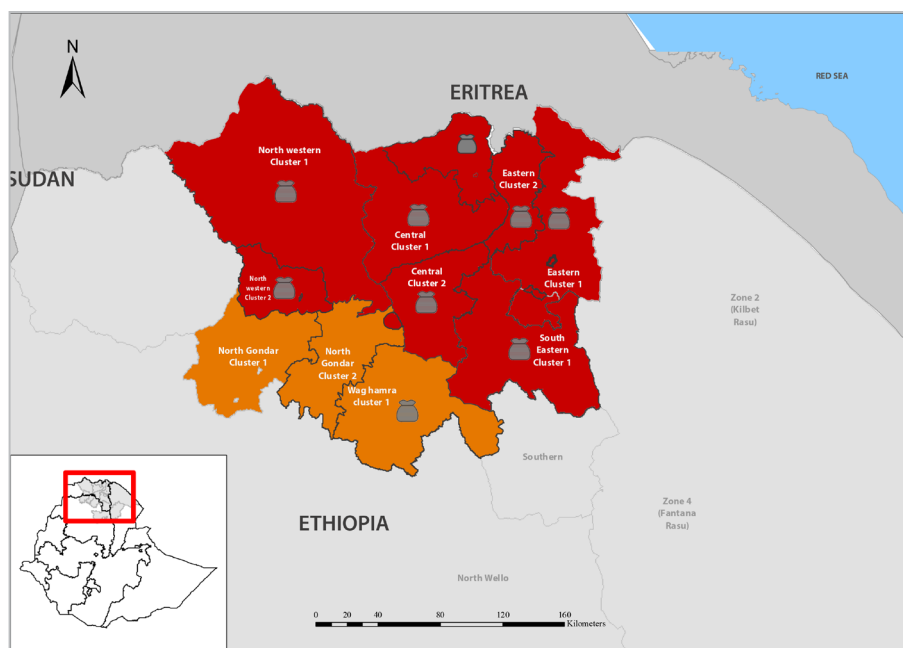 N
RED SEA
ERITREA
North western
Cluster 1
Eastern
Cluster 2
SUDAN
Central
Cluster 1
Central
Cluster 2
Eastern
Cluster 1
North
western
Cluster 2
Zone 2
(Kilbet
Rasu)
North Gondar
Cluster 1
North
Gondar
Cluster 2
South
Eastern
Cluster 1
Wag hamra
cluster 1
Southern
Zone 4
(Fantana
Rasu)
ETHIOPIA
North Wello
0 20 40 80 120 160
Kilometers